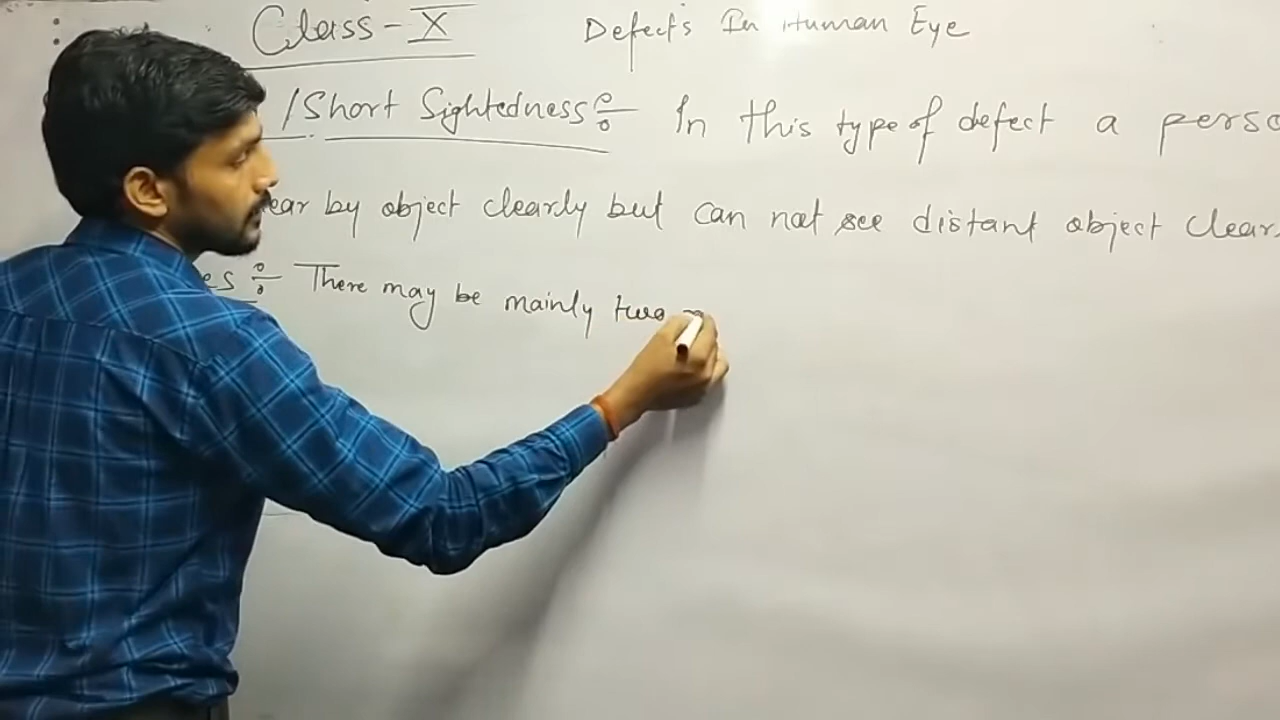 Class - X Defects In Human Eye
/Short Sightedness÷ In this type of defect a perso
ear by object clearly but can not see distant object clear
es ÷ There may be mainly two